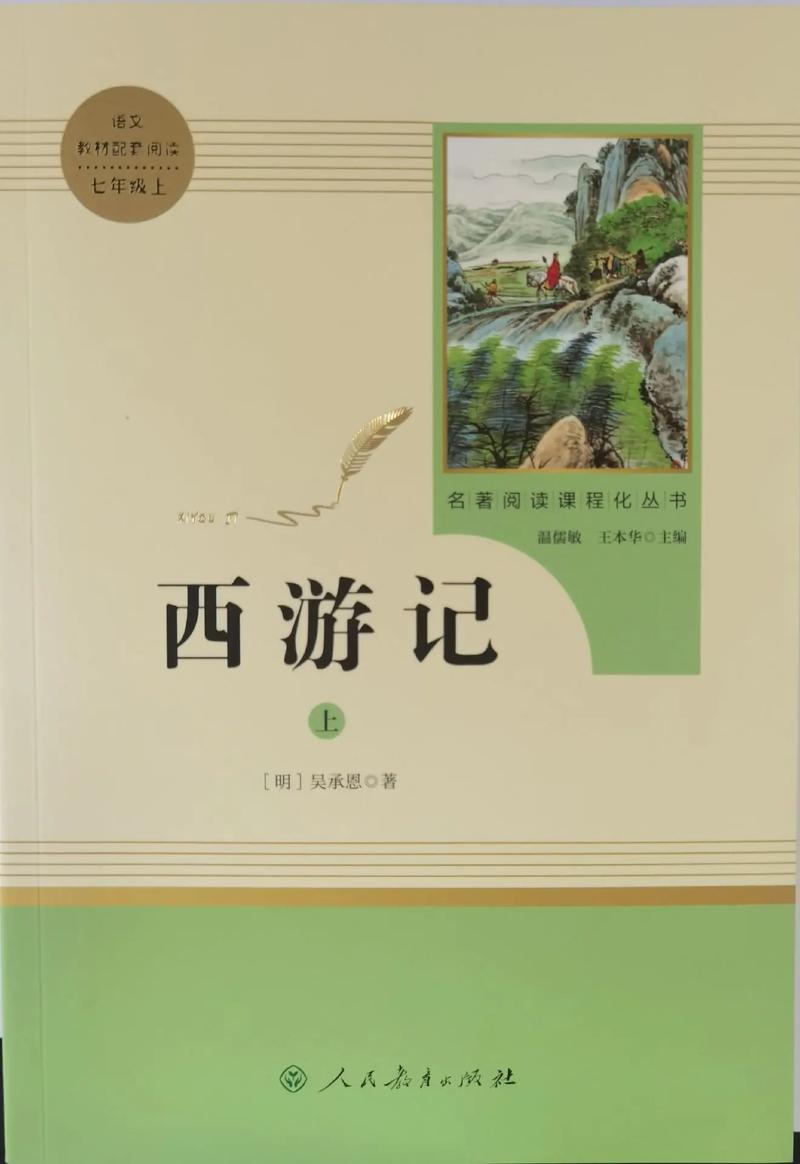 语文
教材配套阅读
七年级上
名著阅读课程化丛书
温儒敏 王本华◎主编
XIYOU JI
西游记
上
[明]吴承恩◎著
人民教育出版社